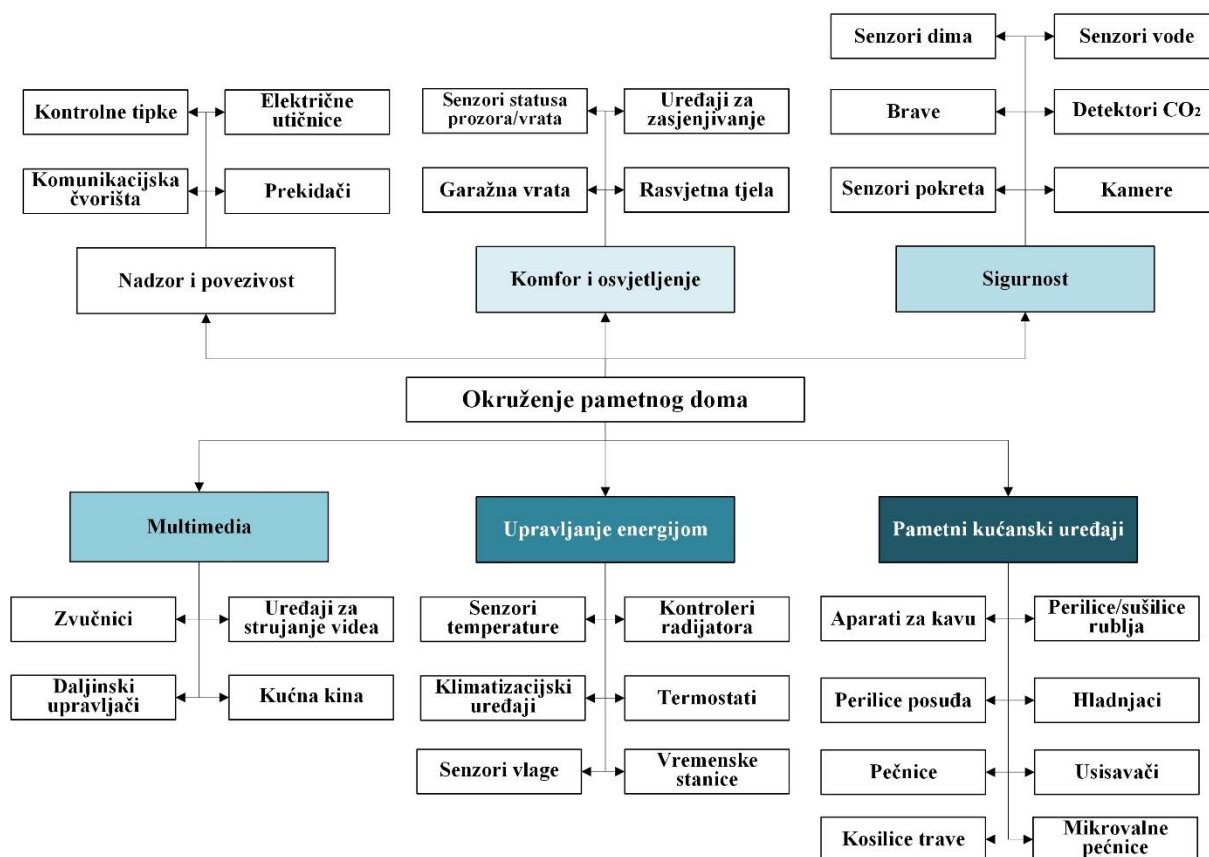 Senzori dima
Senzori vode
Kontrolne tipke
Električne
utičnice
Senzori statusa
prozora/vrata
Uređaji za
zasjenjivanje
Brave
Detektori CO₂
Komunikacijska
čvorišta
Prekidači
Garažna vrata
Rasvjetna tjela
Senzori pokreta
Kamere
Nadzor i povezivost
Komfor i osvjetljenje
Sigurnost
Okruženje pametnog doma
Multimedia
Upravljanje energijom
Pametni kućanski uređaji
Zvučnici
Uređaji za
strujanje videa
Senzori
temperature
Kontroleri
radijatora
Aparati za kavu
Perilice/sušilice
rublja
Daljinski
upravljači
Kućna kina
Klimatizacijski
uređaji
Termostati
Perilice posuđa
Hladnjaci
Senzori vlage
Vremenske
stanice
Pečnice
Usisavači
Kosilice trave
Mikrovalne
pećnice